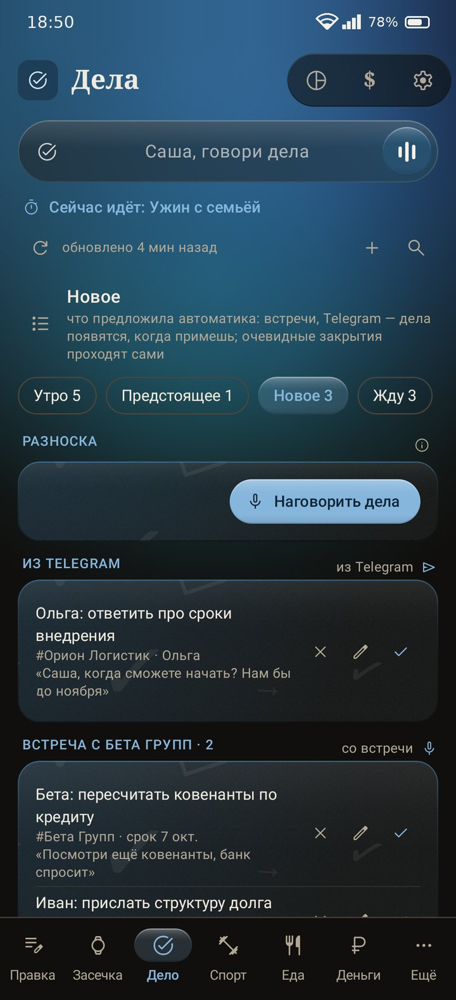 18:50
78%
Дела
$
Саша, говори дела
Сейчас идёт: Ужин с семьёй
обновлено 4 мин назад
Новое
что предложила автоматика: встречи, Telegram — дела
появятся, когда примешь; очевидные закрытия
проходят сами
Утро 5
Предстоящее 1
Новое 3
Жду 3
РАЗНОСКА
Наговорить дела
ИЗ TELEGRAM
из Telegram
Ольга: ответить про сроки
внедрения
#Орион Логистик · Ольга
«Саша, когда сможете начать? Нам бы
до ноября»
ВСТРЕЧА С БЕТА ГРУПП · 2
со встречи
Бета: пересчитать ковенанты по
кредиту
#Бета Групп · срок 7 окт.
«Посмотри ещё ковенанты, банк
спросит»
Иван: прислать структуру долга
Правка
Засечка
Дело
Спорт
Еда
Деньги
Ещё